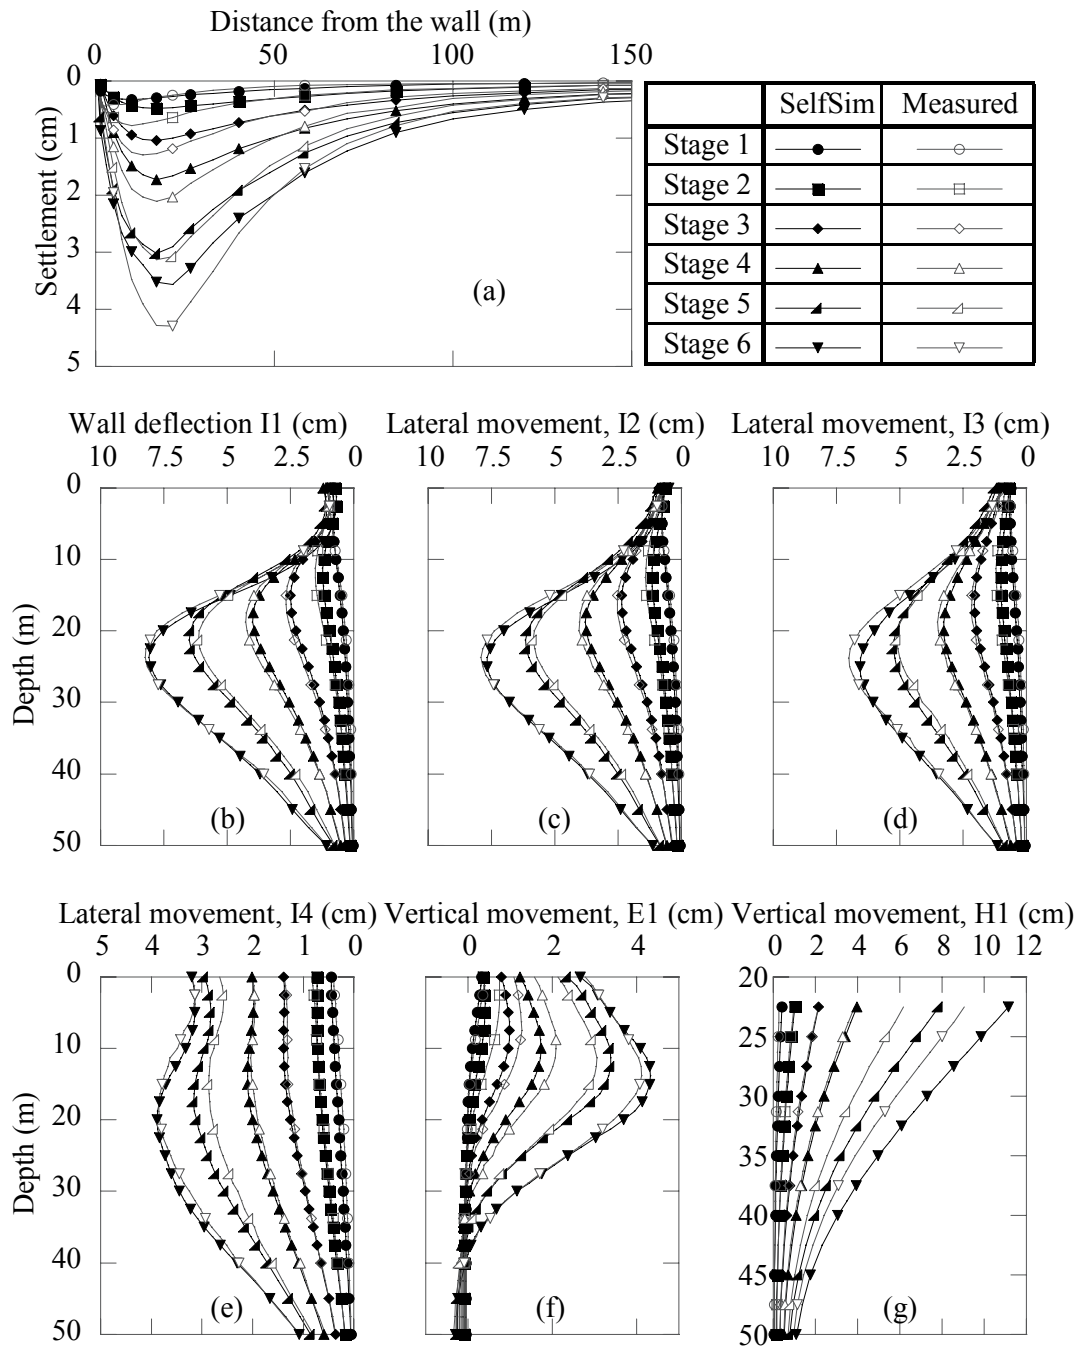 Distance from the wall (m)
0 50 100 150
Settlement (cm)
0
1
2
3
4
5
(a)
SelfSim Measured
Stage 1
Stage 2
Stage 3
Stage 4
Stage 5
Stage 6
Wall deflection I1 (cm)
10 7.5 5 2.5 0
Depth (m)
0
10
20
30
40
50
(b)
Lateral movement, I2 (cm)
10 7.5 5 2.5 0
(c)
Lateral movement, I3 (cm)
10 7.5 5 2.5 0
(d)
Lateral movement, I4 (cm)
5 4 3 2 1 0
Depth (m)
0
10
20
30
40
50
(e)
Vertical movement, E1 (cm)
0 2 4
(f)
Vertical movement, H1 (cm)
0 2 4 6 8 10 12
20
25
30
35
40
45
50
(g)